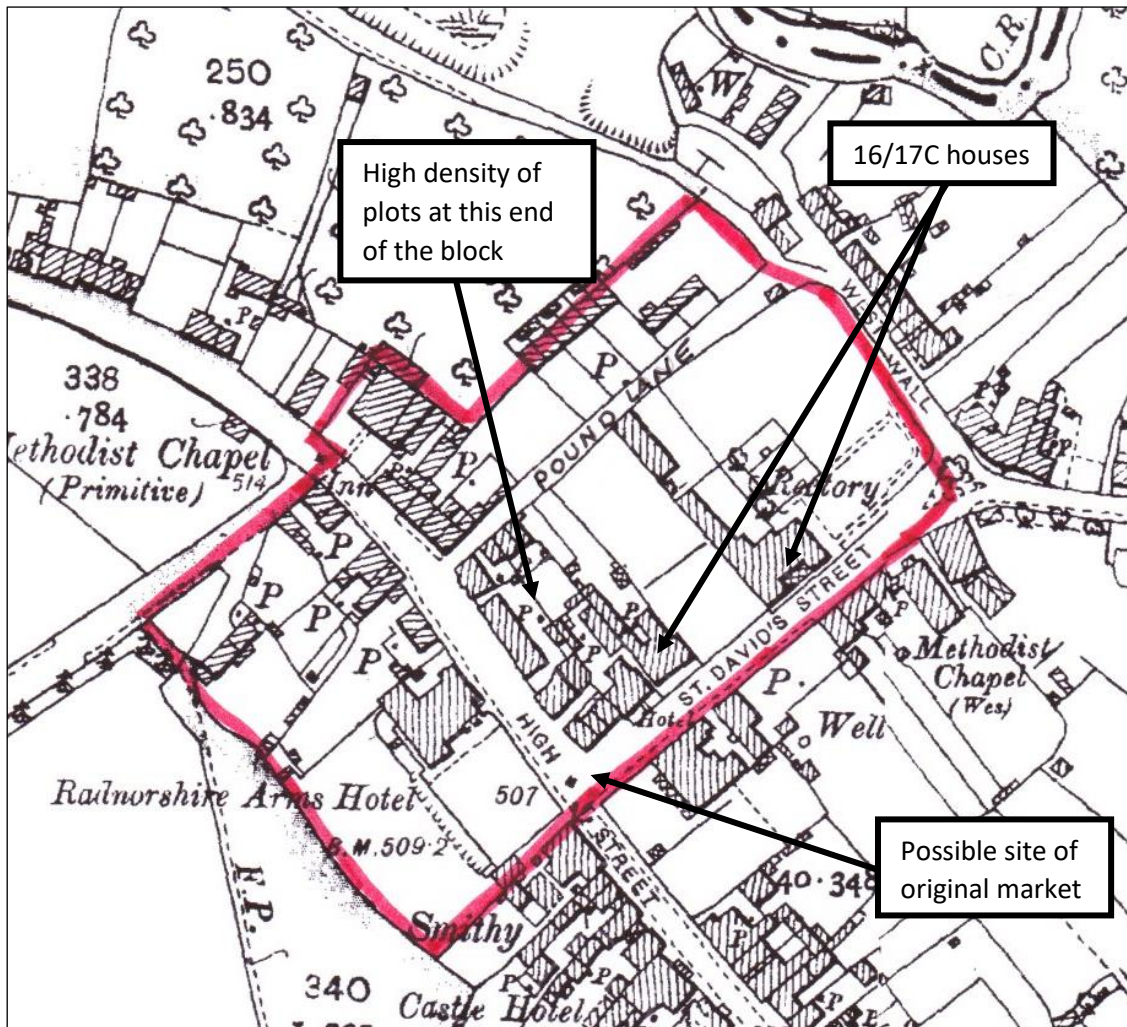 C.R.
250
.834
W
16/17C houses
High density of
plots at this end
of the block
WEST WALL
P
338
.784
ethodist Chapel
(Primitive)
514
Inn
P.
P
POUND LANE
Rectory
P
P
P
P
P
P
P.
P
P
ST. DAVID'S STREET
P.
P
Methodist
Chapel
(Wes.)
Well
Hotel
HIGH
STREET
Radnorshire Arms Hotel
507
B.M.509.2
Possible site of
original market
40.349
F.P.
Smithy
340
Castle Hotel
P
P
P
P
P